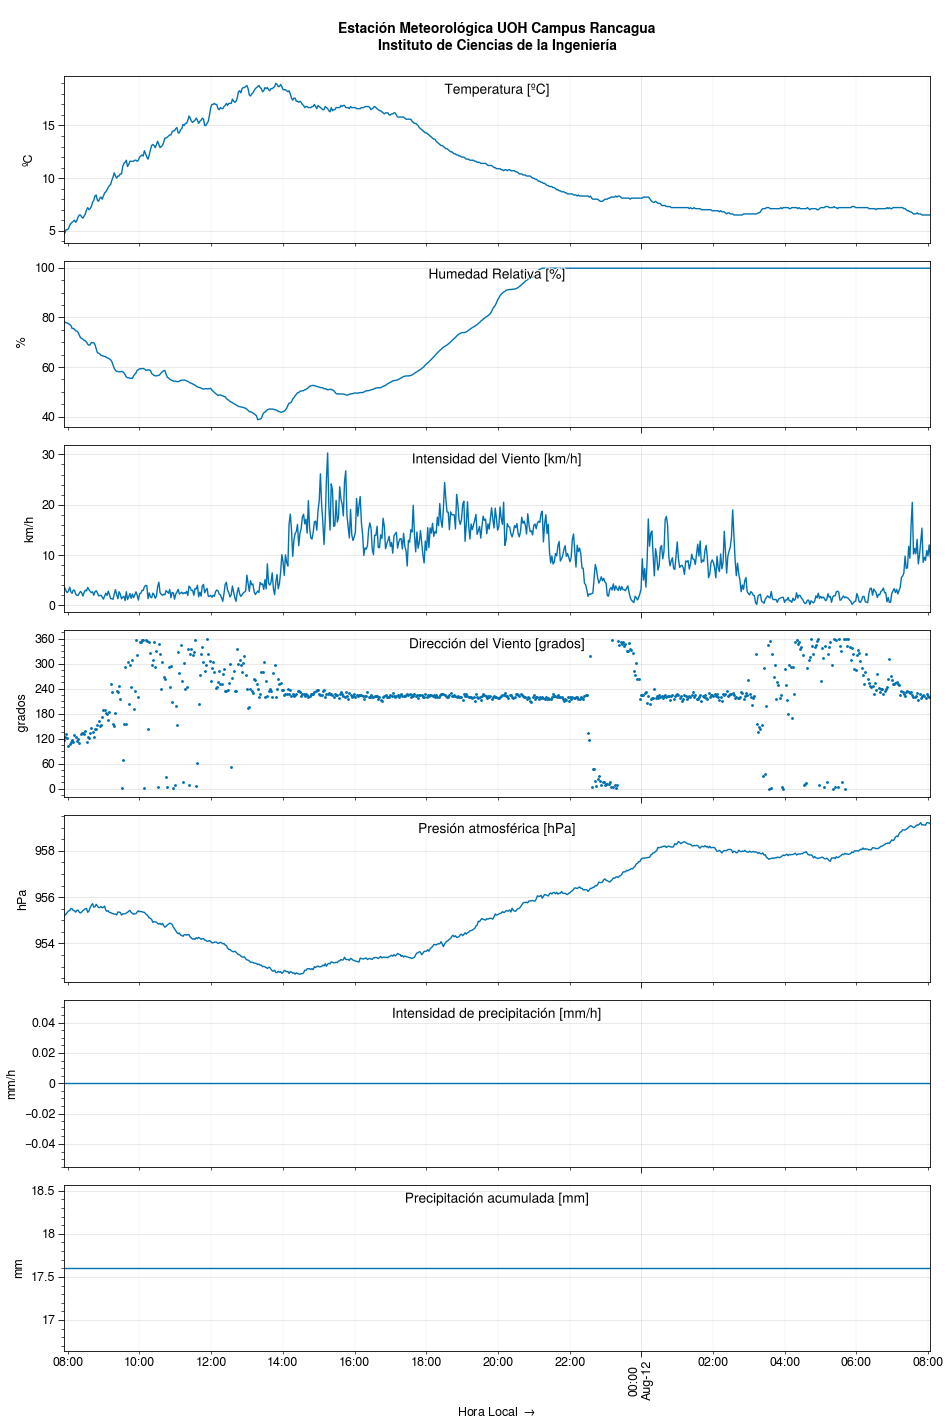 Estación Meteorológica UOH Campus Rancagua
Instituto de Ciencias de la Ingeniería
Temperatura [ºC]
ºC
15
10
5
Humedad Relativa [%]
%
100
80
60
40
Intensidad del Viento [km/h]
km/h
30
20
10
0
Dirección del Viento [grados]
grados
360
300
240
180
120
60
0
Presión atmosférica [hPa]
hPa
958
956
954
Intensidad de precipitación [mm/h]
mm/h
0.04
0.02
0
−0.02
−0.04
Precipitación acumulada [mm]
mm
18.5
18
17.5
17
08:00 10:00 12:00 14:00 16:00 18:00 20:00 22:00 00:00 02:00 04:00 06:00 08:00
Aug-12
Hora Local →